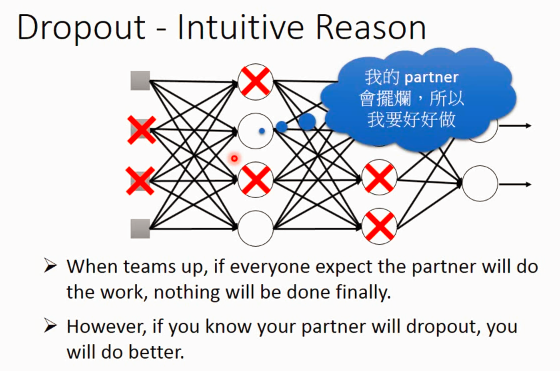 Dropout - Intuitive Reason
我的 partner
會擺爛，所以
我要好好做
➢ When teams up, if everyone expect the partner will do
the work, nothing will be done finally.
➢ However, if you know your partner will dropout, you
will do better.